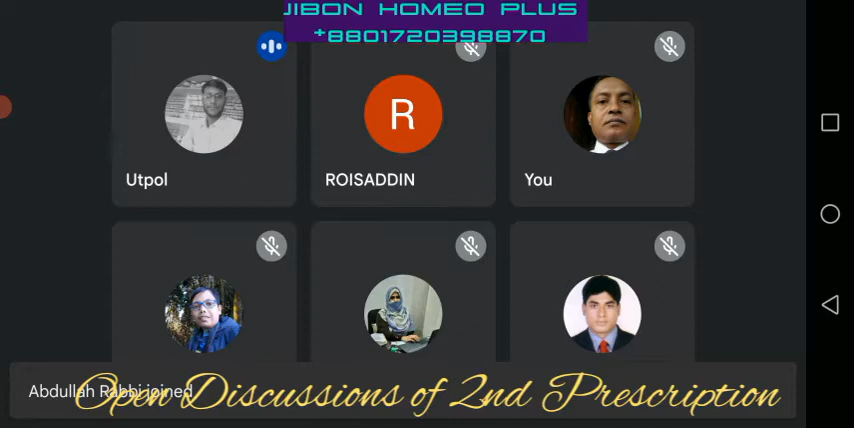 JIBON HOMEO PLUS
+8801720398870
R
Utpol
ROISADDIN
You
Abdullah Rabbi joined
Open Discussions of 2nd Prescription